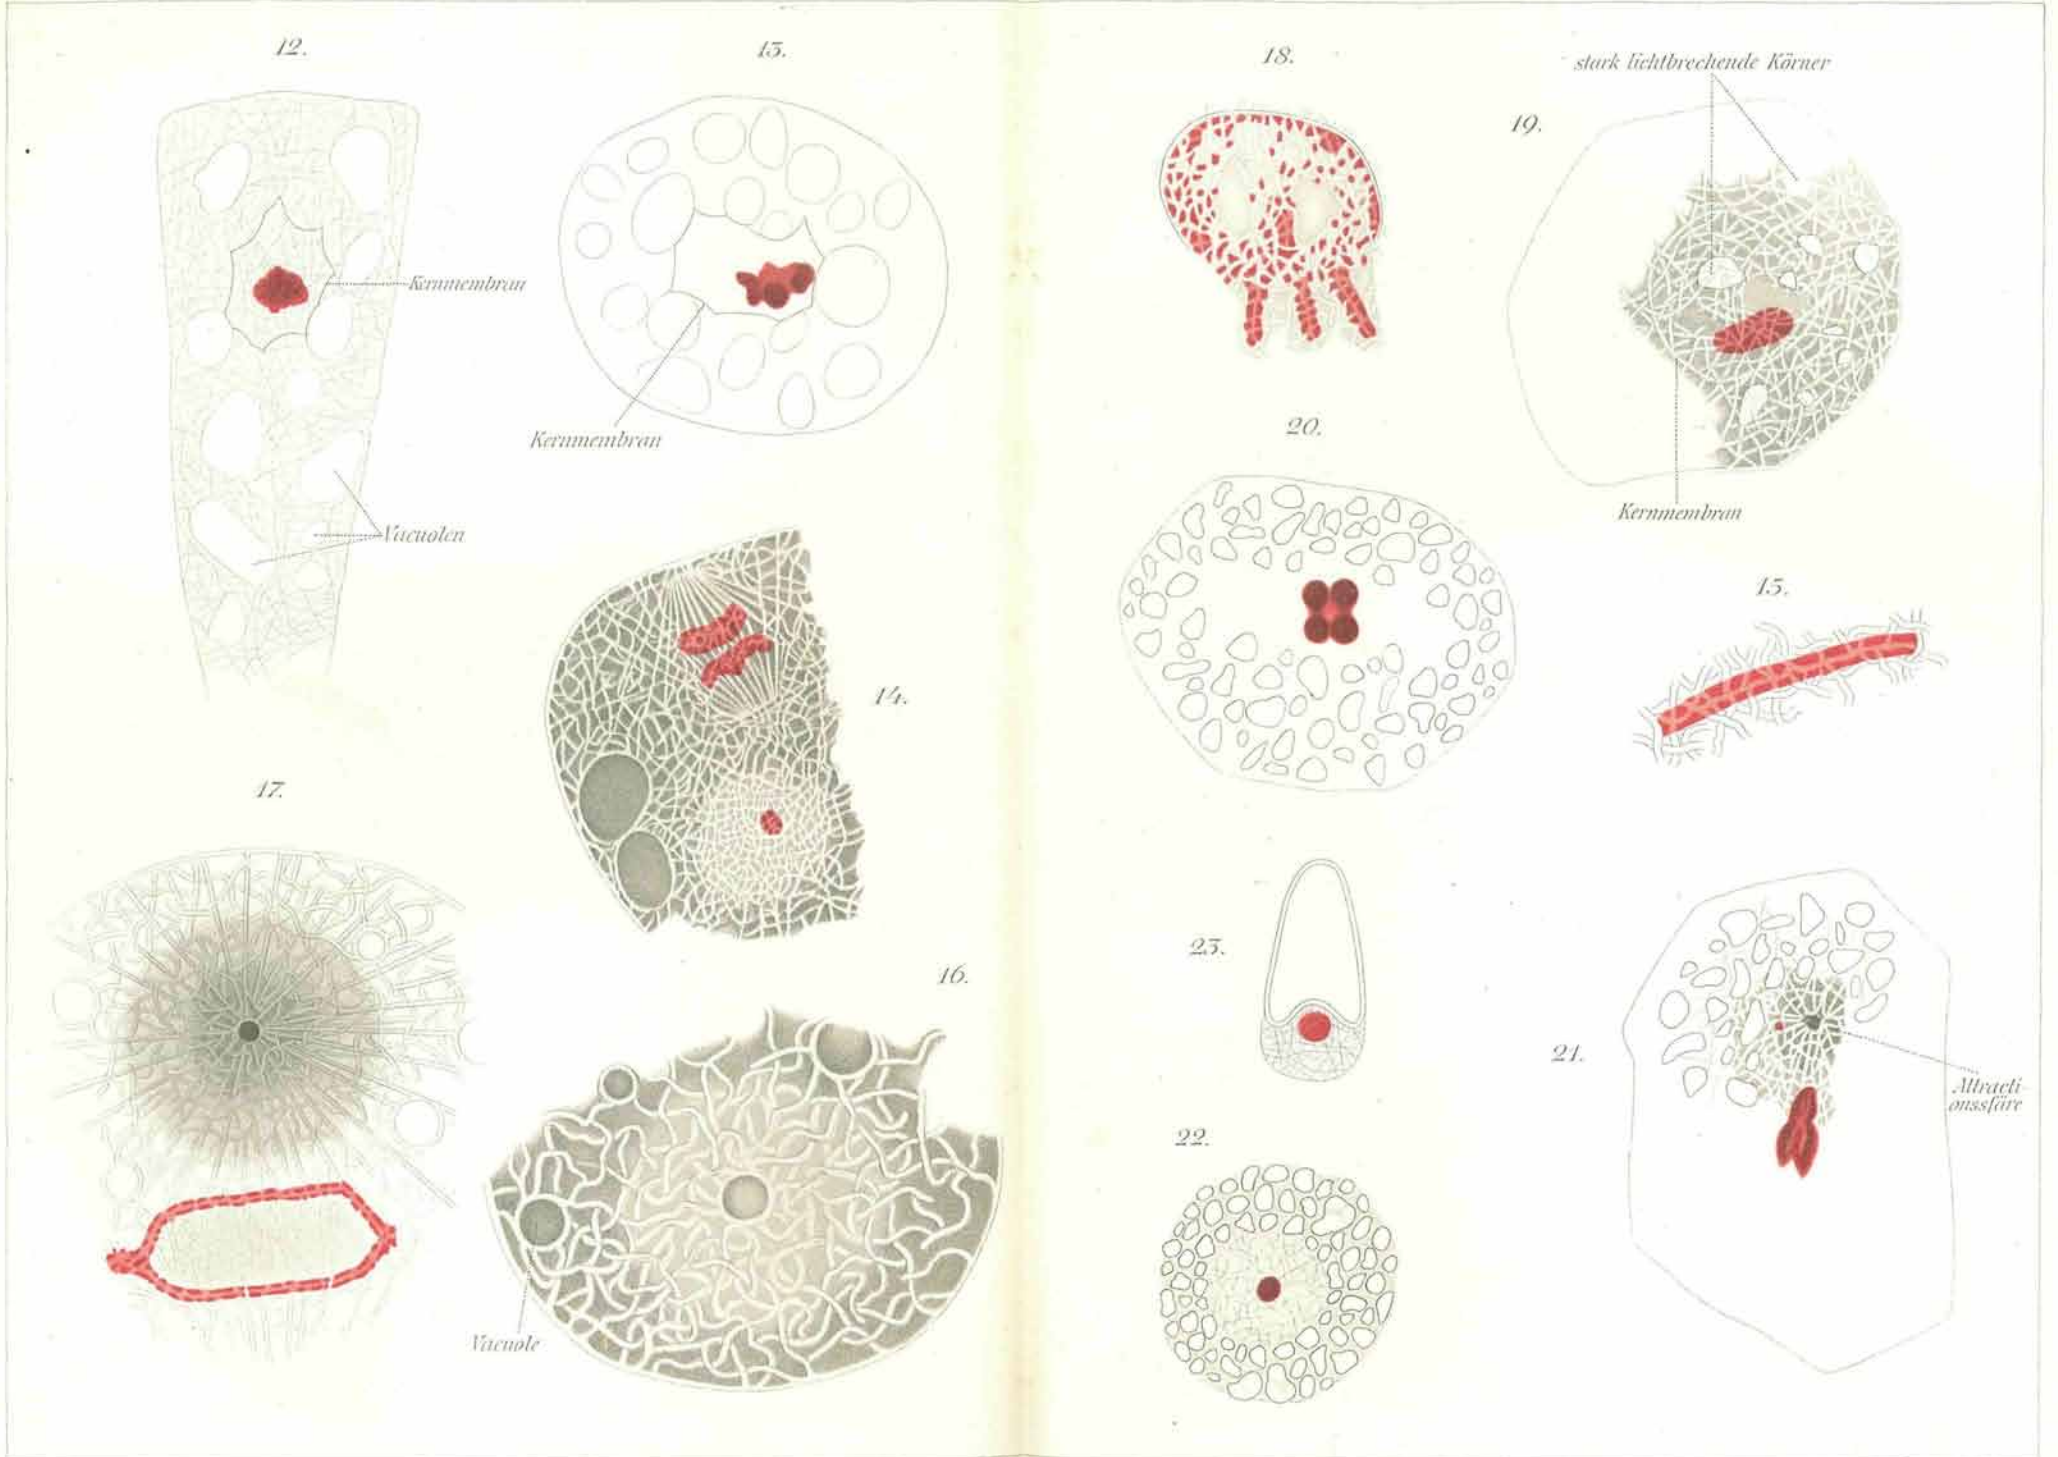 12.
13.
Kernmembran
Kernmembran
Vacuolen
14.
17.
16.
Vacuole
18.
stark lichtbrechende Körner
19.
20.
Kernmembran
15.
23.
21.
Attracti
onssfäre
22.